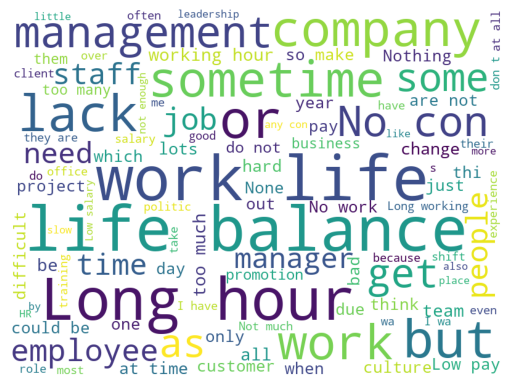 little often leadership
management company
them over working hour so make Nothing
client staff sometime some don t at all
too many not enough me year have are not
they are lack job or No con
salary any con good pay like their
need which lots do not business change more
do office None hard just thi s
project work life
out No work Long working
life balance people experience
difficult slow politic take because shift also
Low salary be time day too much manager bad get place
training promotion
by Long hour due think team wa I wa even
HR could be one I have Not much
employee as only all work but
role most at time customer when culture Low pay